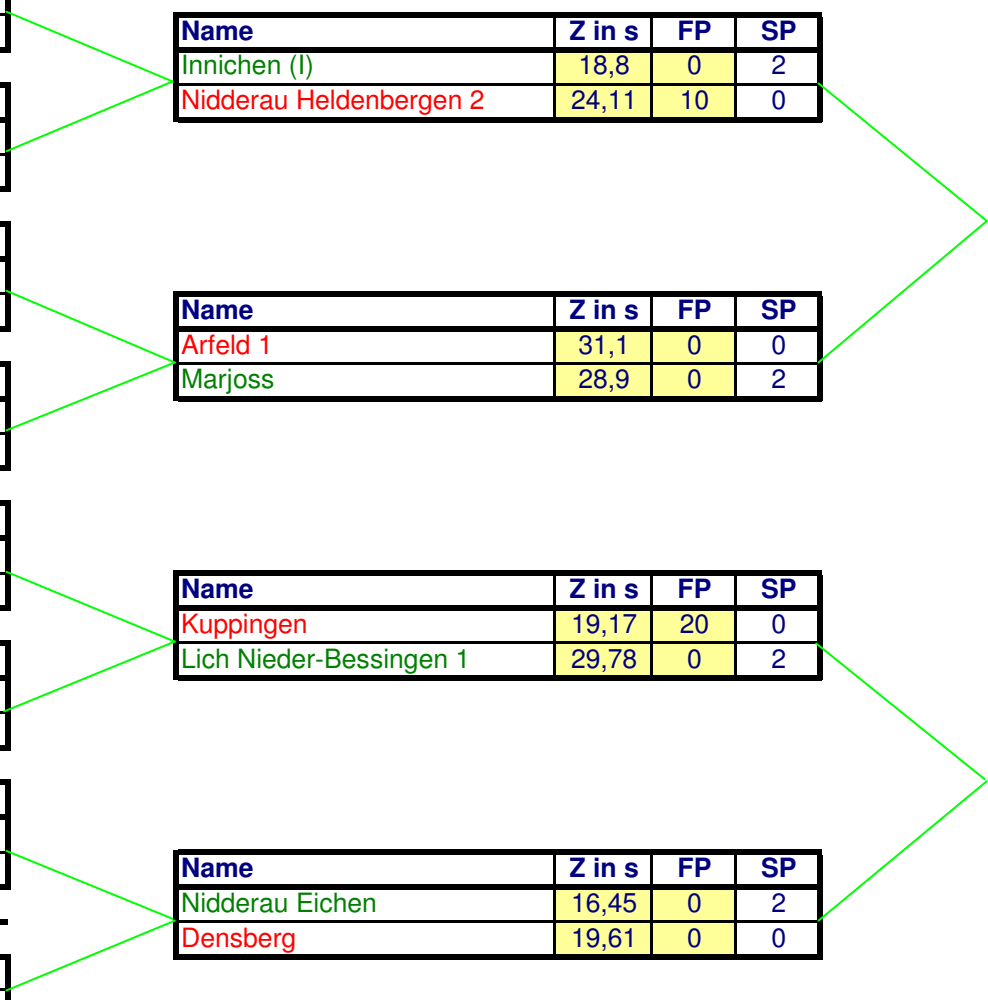 Name Z in s FP SP
Innichen (I) 18,8 0 2
Nidderau Heldenbergen 2 24,11 10 0
Name Z in s FP SP
Arfeld 1 31,1 0 0
Marjoss 28,9 0 2
Name Z in s FP SP
Kuppingen 19,17 20 0
Lich Nieder-Bessingen 1 29,78 0 2
Name Z in s FP SP
Nidderau Eichen 16,45 0 2
Densberg 19,61 0 0